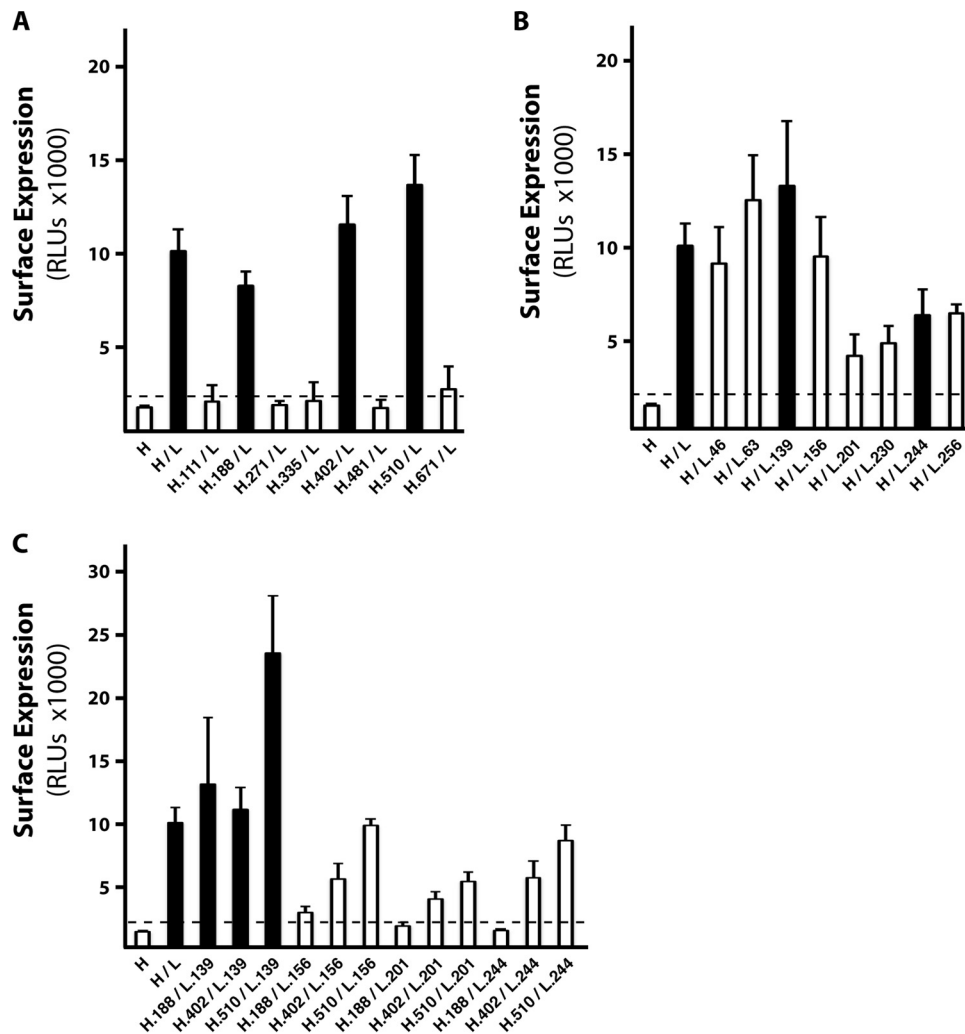 A
Surface Expression
(RLUs x1000)
20
15
10
5
H
H / L
H.111 / L
H.188 / L
H.271 / L
H.335 / L
H.402 / L
H.481 / L
H.510 / L
H.671 / L
B
Surface Expression
(RLUs x1000)
20
15
10
5
H
H / L
H / L.46
H / L.63
H / L.139
H / L.156
H / L.201
H / L.230
H / L.244
H / L.256
C
Surface Expression
(RLUs x1000)
30
25
20
15
10
5
H
H / L
H.188 / L.139
H.402 / L.139
H.510 / L.139
H.188 / L.156
H.402 / L.156
H.510 / L.156
H.188 / L.201
H.402 / L.201
H.510 / L.201
H.188 / L.244
H.402 / L.244
H.510 / L.244